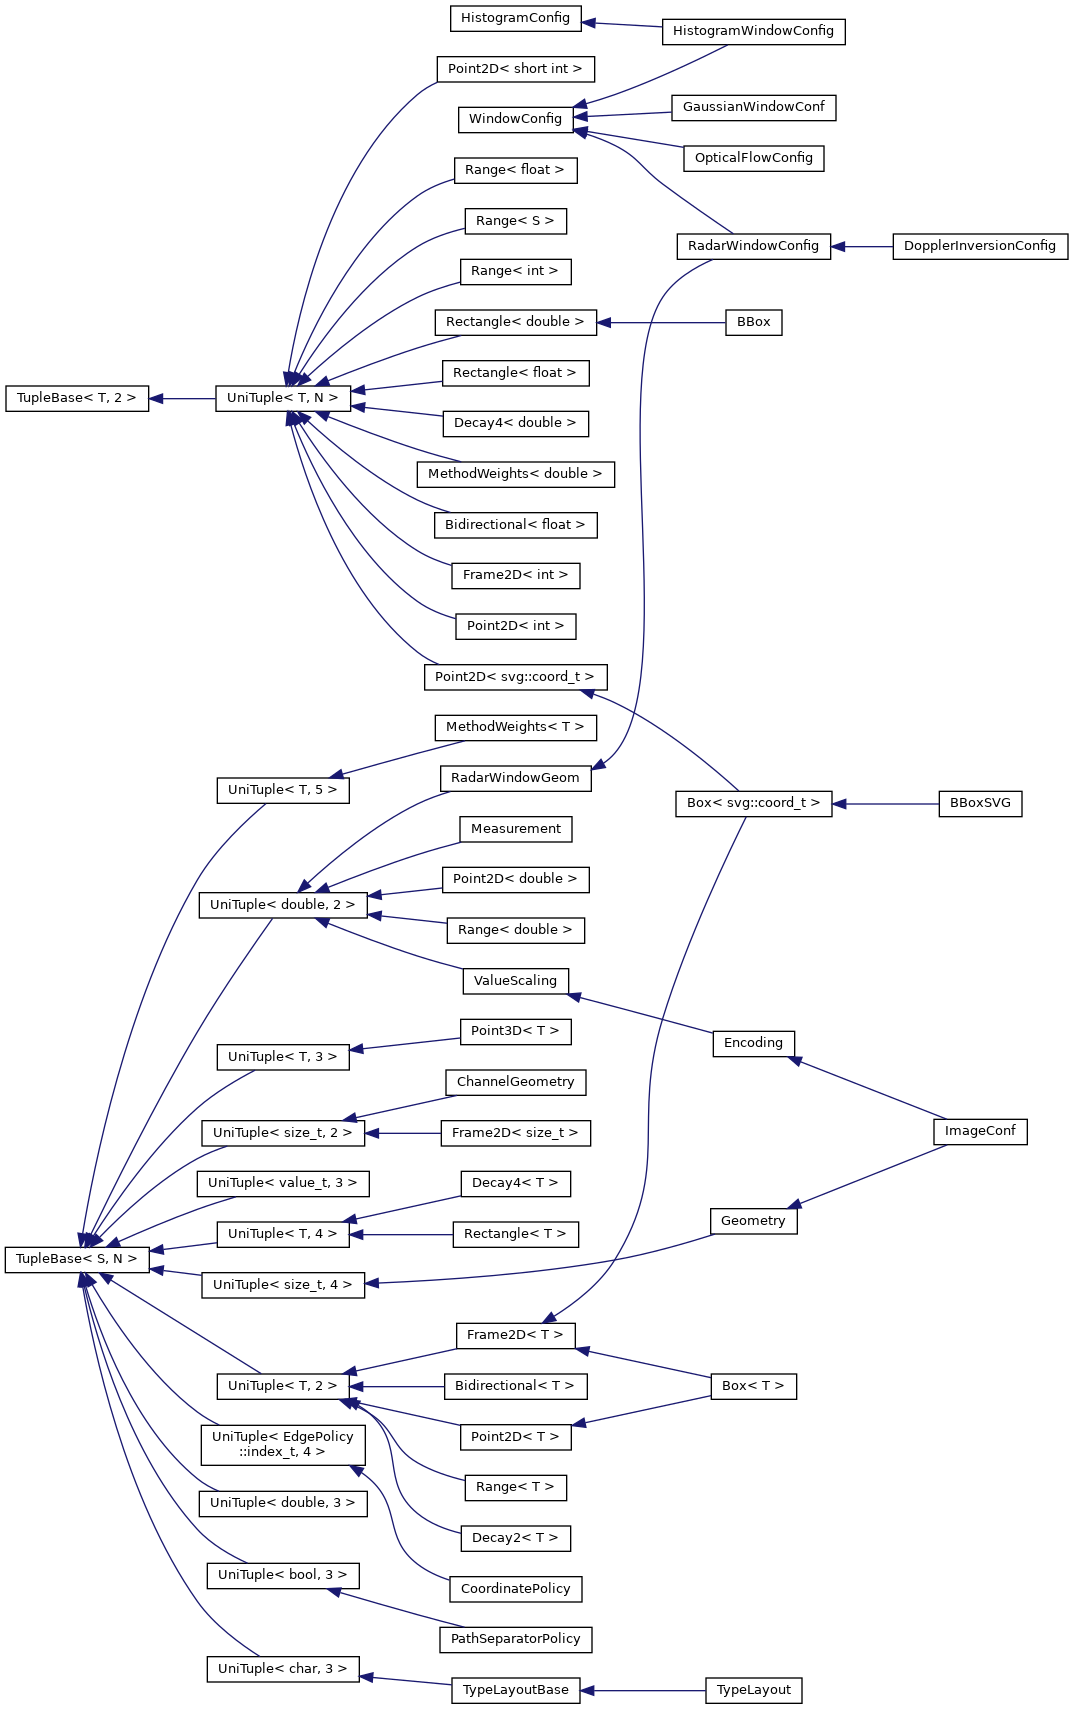 HistogramConfig
HistogramWindowConfig
Point2D< short int >
WindowConfig
GaussianWindowConf
OpticalFlowConfig
Range< float >
Range< S >
RadarWindowConfig
DopplerInversionConfig
Range< int >
Rectangle< double >
BBox
Rectangle< float >
TupleBase< T, 2 >
UniTuple< T, N >
Decay4< double >
MethodWeights< double >
Bidirectional< float >
Frame2D< int >
Point2D< int >
Point2D< svg::coord_t >
MethodWeights< T >
UniTuple< T, 5 >
RadarWindowGeom
Box< svg::coord_t >
BBoxSVG
Measurement
Point2D< double >
UniTuple< double, 2 >
Range< double >
ValueScaling
Point3D< T >
Encoding
UniTuple< T, 3 >
ChannelGeometry
UniTuple< size_t, 2 >
Frame2D< size_t >
ImageConf
UniTuple< value_t, 3 >
Decay4< T >
UniTuple< T, 4 >
Rectangle< T >
Geometry
TupleBase< S, N >
UniTuple< size_t, 4 >
Frame2D< T >
UniTuple< T, 2 >
Bidirectional< T >
Box< T >
UniTuple< EdgePolicy
::index_t, 4 >
Point2D< T >
Range< T >
UniTuple< double, 3 >
Decay2< T >
UniTuple< bool, 3 >
CoordinatePolicy
PathSeparatorPolicy
UniTuple< char, 3 >
TypeLayoutBase
TypeLayout